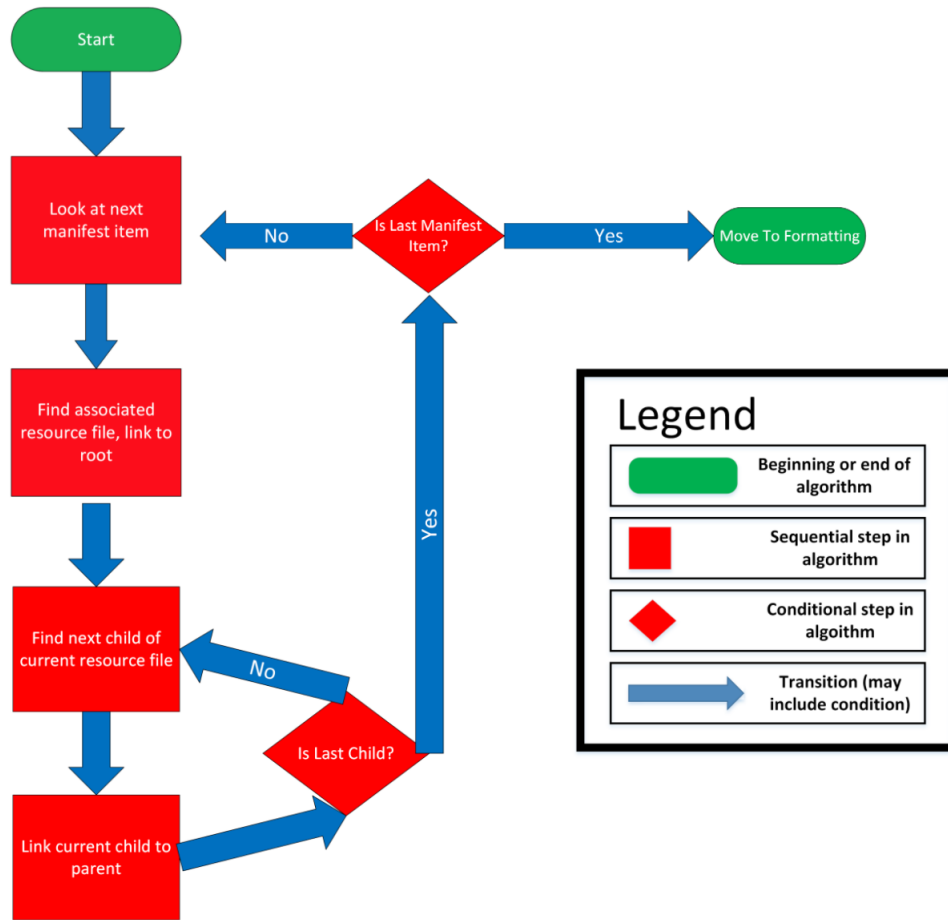 Start
Look at next
manifest item
Is Last Manifest
Item?
No
Yes
Move To Formatting
Find associated
resource file, link to
root
Yes
Find next child of
current resource file
No
Is Last Child?
Link current child to
parent
Legend
Beginning or end of
algorithm
Sequential step in
algorithm
Conditional step in
algoithm
Transition (may
include condition)